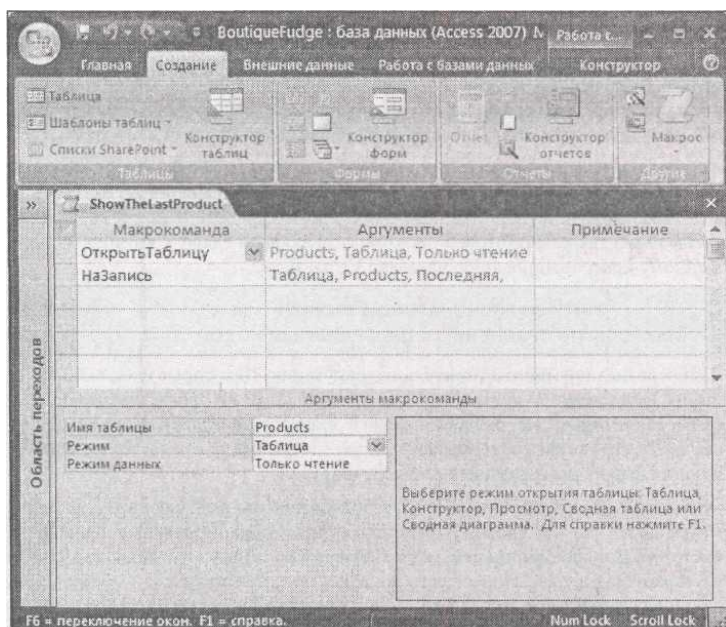 BoutiqueFudge : база данных (Access 2007) М Работа с...
Главная Создание Внешние данные Работа с базами данных Конструктор
Таблица
Шаблоны таблиц
Списки SharePoint
Конструктор таблиц
Конструктор форм
Отчет
Конструктор отчетов
Макрос
Таблицы Формы Отчеты Другие
ShowTheLastProduct
Макрокоманда Аргументы Примечание
ОткрытьТаблицу Products, Таблица, Только чтение
НаЗапись Таблица, Products, Последняя,
Область переходов
Аргументы макрокоманды
Имя таблицы Products
Режим Таблица
Режим данных Только чтение
Выберите режим открытия таблицы: Таблица,
Конструктор, Просмотр, Сводная таблица или
Сводная диаграмма. Для справки нажмите F1.
F6 = переключение окон. F1 = справка. Num Lock Scroll Lock